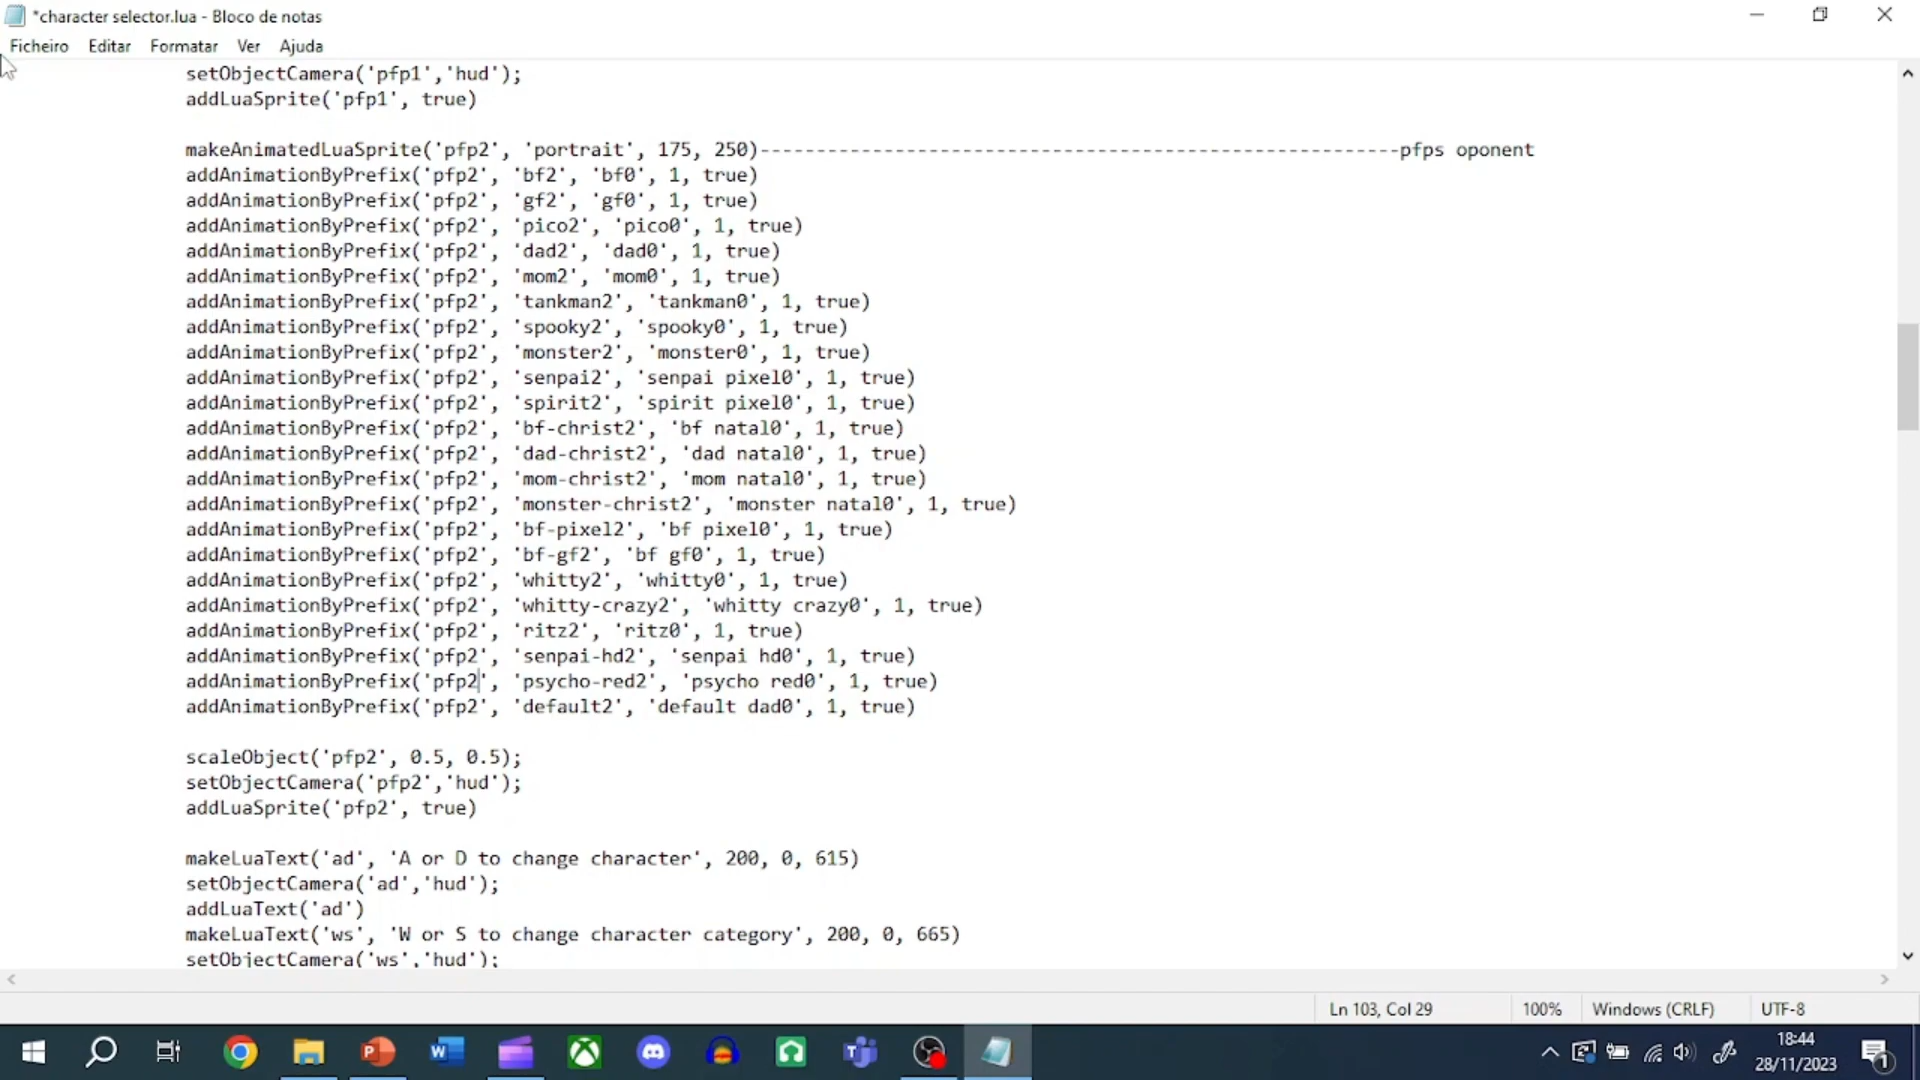 *character selector.lua - Bloco de notas
Ficheiro Editar Formatar Ver Ajuda
setObjectCamera('pfp1','hud');
addLuaSprite('pfp1', true)
makeAnimatedLuaSprite('pfp2', 'portrait', 175, 250)---------------------------------------------------------pfps oponent
addAnimationByPrefix('pfp2', 'bf2', 'bf0', 1, true)
addAnimationByPrefix('pfp2', 'gf2', 'gf0', 1, true)
addAnimationByPrefix('pfp2', 'pico2', 'pico0', 1, true)
addAnimationByPrefix('pfp2', 'dad2', 'dad0', 1, true)
addAnimationByPrefix('pfp2', 'mom2', 'mom0', 1, true)
addAnimationByPrefix('pfp2', 'tankman2', 'tankman0', 1, true)
addAnimationByPrefix('pfp2', 'spooky2', 'spooky0', 1, true)
addAnimationByPrefix('pfp2', 'monster2', 'monster0', 1, true)
addAnimationByPrefix('pfp2', 'senpai2', 'senpai pixel0', 1, true)
addAnimationByPrefix('pfp2', 'spirit2', 'spirit pixel0', 1, true)
addAnimationByPrefix('pfp2', 'bf-christ2', 'bf natal0', 1, true)
addAnimationByPrefix('pfp2', 'dad-christ2', 'dad natal0', 1, true)
addAnimationByPrefix('pfp2', 'mom-christ2', 'mom natal0', 1, true)
addAnimationByPrefix('pfp2', 'monster-christ2', 'monster natal0', 1, true)
addAnimationByPrefix('pfp2', 'bf-pixel2', 'bf pixel0', 1, true)
addAnimationByPrefix('pfp2', 'bf-gf2', 'bf gf0', 1, true)
addAnimationByPrefix('pfp2', 'whitty2', 'whitty0', 1, true)
addAnimationByPrefix('pfp2', 'whitty-crazy2', 'whitty crazy0', 1, true)
addAnimationByPrefix('pfp2', 'ritz2', 'ritz0', 1, true)
addAnimationByPrefix('pfp2', 'senpai-hd2', 'senpai hd0', 1, true)
addAnimationByPrefix('pfp2', 'psycho-red2', 'psycho red0', 1, true)
addAnimationByPrefix('pfp2', 'default2', 'default dad0', 1, true)
scaleObject('pfp2', 0.5, 0.5);
setObjectCamera('pfp2','hud');
addLuaSprite('pfp2', true)
makeLuaText('ad', 'A or D to change character', 200, 0, 615)
setObjectCamera('ad','hud');
addLuaText('ad')
makeLuaText('ws', 'W or S to change character category', 200, 0, 665)
setObjectCamera('ws','hud');
Ln 103, Col 29 100% Windows (CRLF) UTF-8
18:44
28/11/2023
1